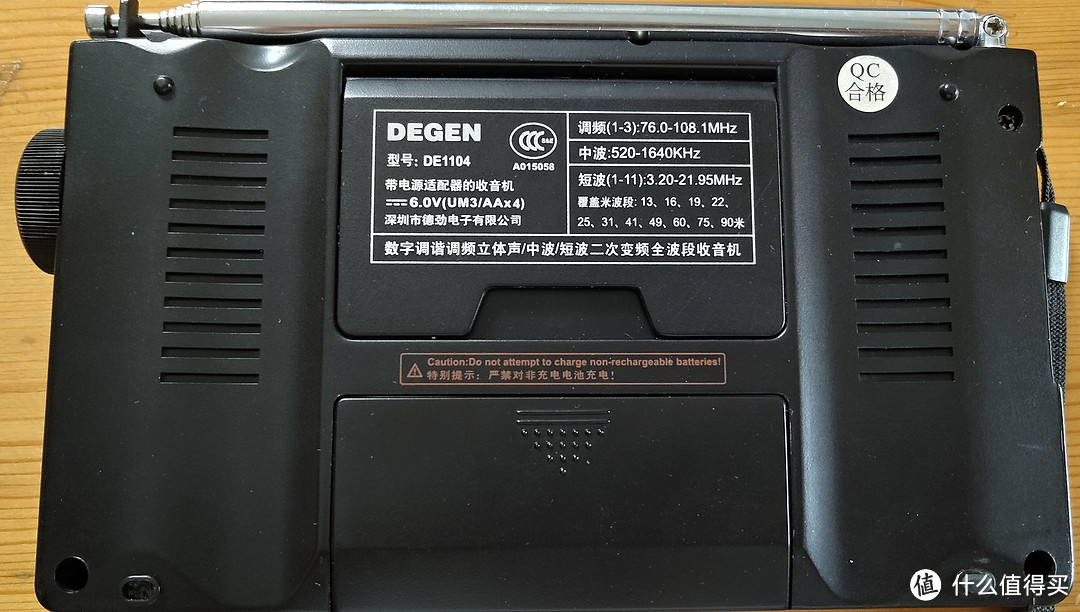 QC
合格
DEGEN
型号: DE1104
CCC S&E
A015058
带电源适配器的收音机
6.0V(UM3/AAx4)
深圳市德劲电子有限公司
调频(1-3):76.0-108.1MHz
中波:520-1640KHz
短波(1-11):3.20-21.95MHz
覆盖米波段: 13、16、19、22、
25、31、41、49、60、75、90米
数字调谐调频立体声/中波/短波二次变频全波段收音机
Caution:Do not attempt to charge non-rechargeable batteries!
特别提示: 严禁对非充电电池充电!
值 什么值得买